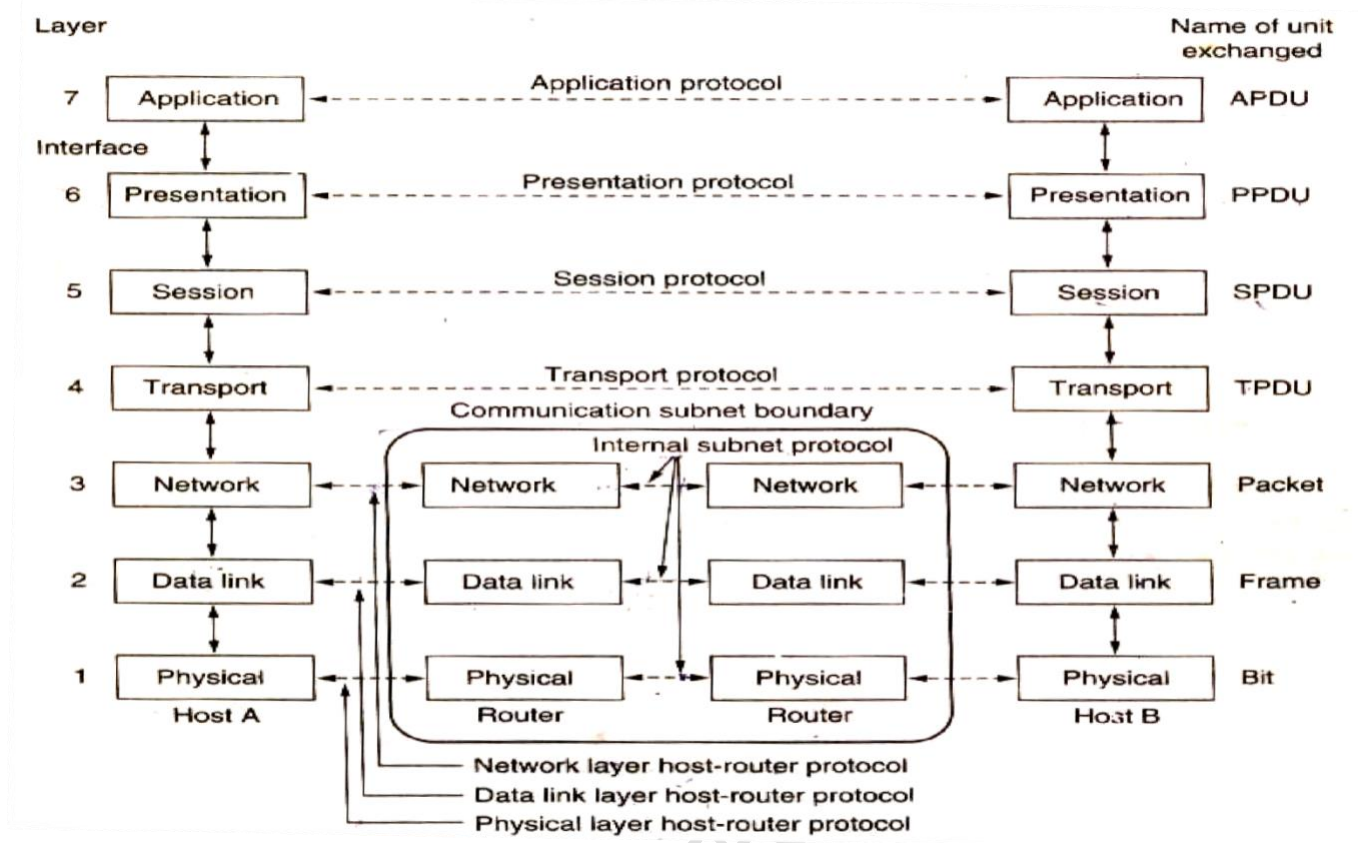 Layer
Name of unit
exchanged
7 Application Application protocol Application APDU
Interface
6 Presentation Presentation protocol Presentation PPDU
5 Session Session protocol Session SPDU
4 Transport Transport protocol Transport TPDU
Communication subnet boundary
Internal subnet protocol
3 Network Network Network Network Packet
2 Data link Data link Data link Data link Frame
1 Physical Physical Physical Physical Bit
Host A Router Router Host B
Network layer host-router protocol
Data link layer host-router protocol
Physical layer host-router protocol